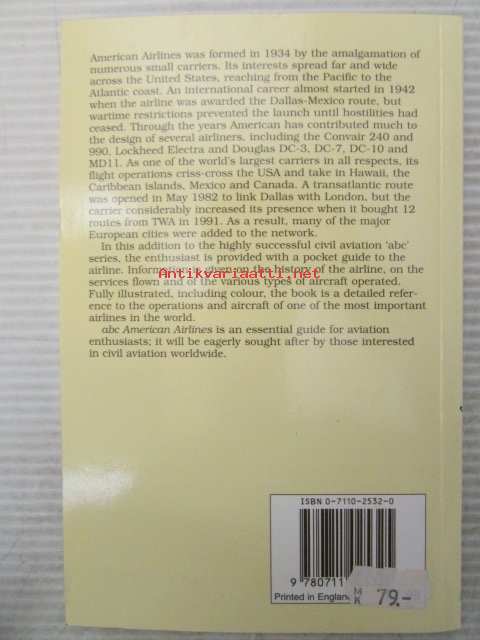 American Airlines was formed in 1934 by the amalgamation of
numerous small carriers. Its interests spread far and wide
across the United States, reaching from the Pacific to the
Atlantic coast. An international career almost started in 1942
when the airline was awarded the Dallas-Mexico route, but
wartime restrictions prevented the launch until hostilities had
ceased. Through the years American has contributed much to
the design of several airliners, including the Convair 240 and
990, Lockheed Electra and Douglas DC-3, DC-7, DC-10 and
MD11. As one of the world's largest carriers in all respects, its
flight operations criss-cross the USA and take in Hawaii, the
Caribbean islands, Mexico and Canada. A transatlantic route
was opened in May 1982 to link Dallas with London, but the
carrier considerably increased its presence when it bought 12
routes from TWA in 1991. As a result, many of the major
European cities were added to the network.
In this addition to the highly successful civil aviation 'abc'
series, the enthusiast is provided with a pocket guide to the
airline. Information is given on the history of the airline, on the
Antikvariaatti.net
services flown and of the various types of aircraft operated.
Fully illustrated, including colour, the book is a detailed refer-
ence to the operations and aircraft of one of the most important
airlines in the world.
abc American Airlines is an essential guide for aviation
enthusiasts; it will be eagerly sought after by those interested
in civil aviation worldwide.
ISBN 0-7110-2532-0
9 780711
Printed in England
MK 79.-